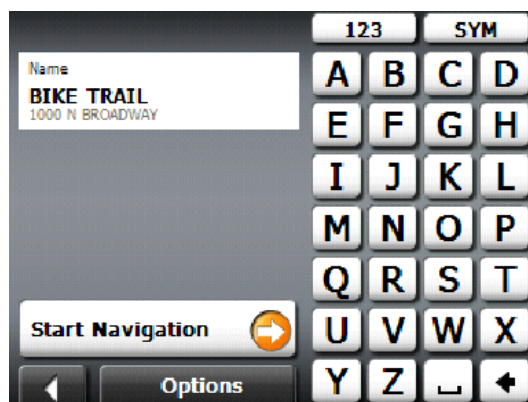 123 SYM
Name
BIKE TRAIL
1000 N BROADWAY
A B C D
E F G H
I J K L
M N O P
Q R S T
Start Navigation
U V W X
Options
Y Z